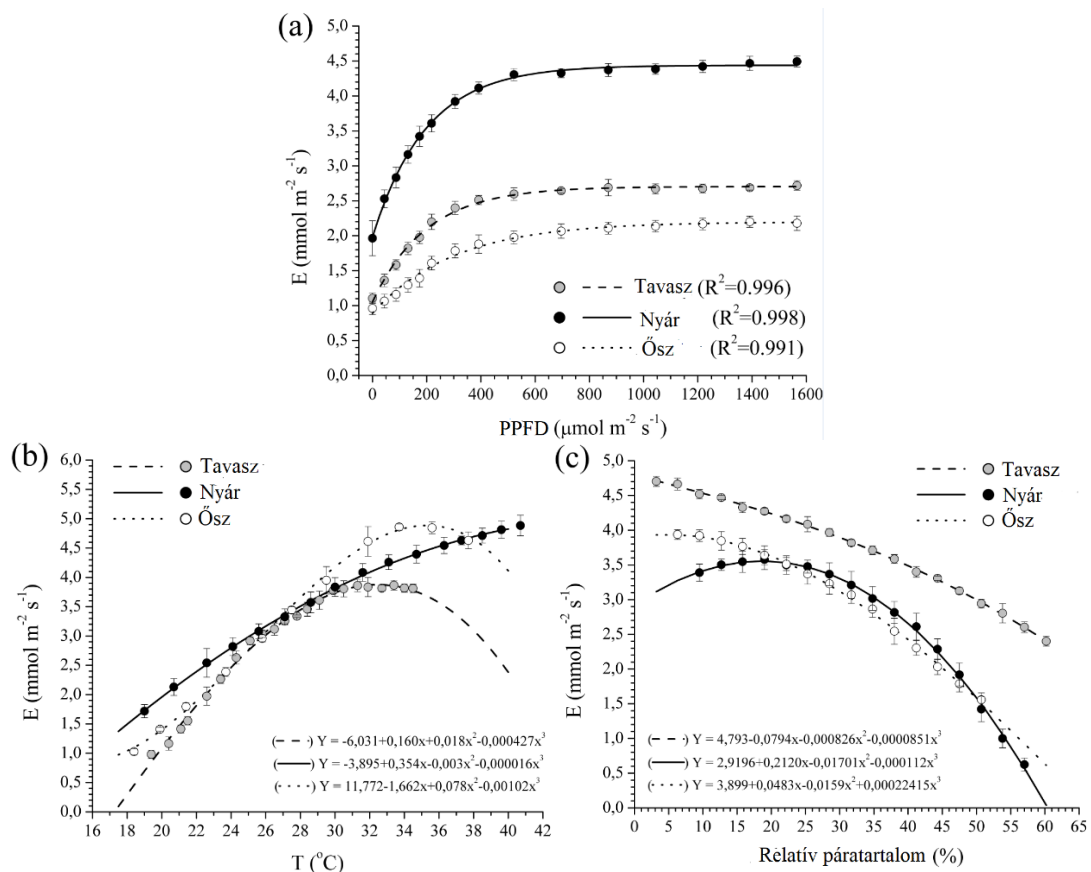 (a)
5,0
4,5
4,0
3,5
3,0
2,5
2,0
1,5
1,0
0,5
0,0
E (mmol m⁻² s⁻¹)
Tavasz (R²=0.996)
Nyár (R²=0.998)
Ősz (R²=0.991)
0 200 400 600 800 1000 1200 1400 1600
PPFD (µmol m⁻² s⁻¹)
(b)
6,0
5,5
5,0
4,5
4,0
3,5
3,0
2,5
2,0
1,5
1,0
0,5
0,0
E (mmol m⁻² s⁻¹)
Tavasz
Nyár
Ősz
(– –) Y = -6,031+0,160x+0,018x²-0,000427x³
(—) Y = -3,895+0,354x-0,003x²-0,000016x³
(· · ·) Y = 11,772-1,662x+0,078x²-0,00102x³
16 18 20 22 24 26 28 30 32 34 36 38 40 42
T (°C)
(c)
5,0
4,5
4,0
3,5
3,0
2,5
2,0
1,5
1,0
0,5
0,0
E (mmol m⁻² s⁻¹)
Tavasz
Nyár
Ősz
(– –) Y = 4,793-0,0794x-0,000826x²-0,0000851x³
(—) Y = 2,9196+0,2120x-0,01701x²-0,000112x³
(· · ·) Y = 3,899+0,0483x-0,0159x²+0,00022415x³
0 5 10 15 20 25 30 35 40 45 50 55 60 65
Relatív páratartalom (%)